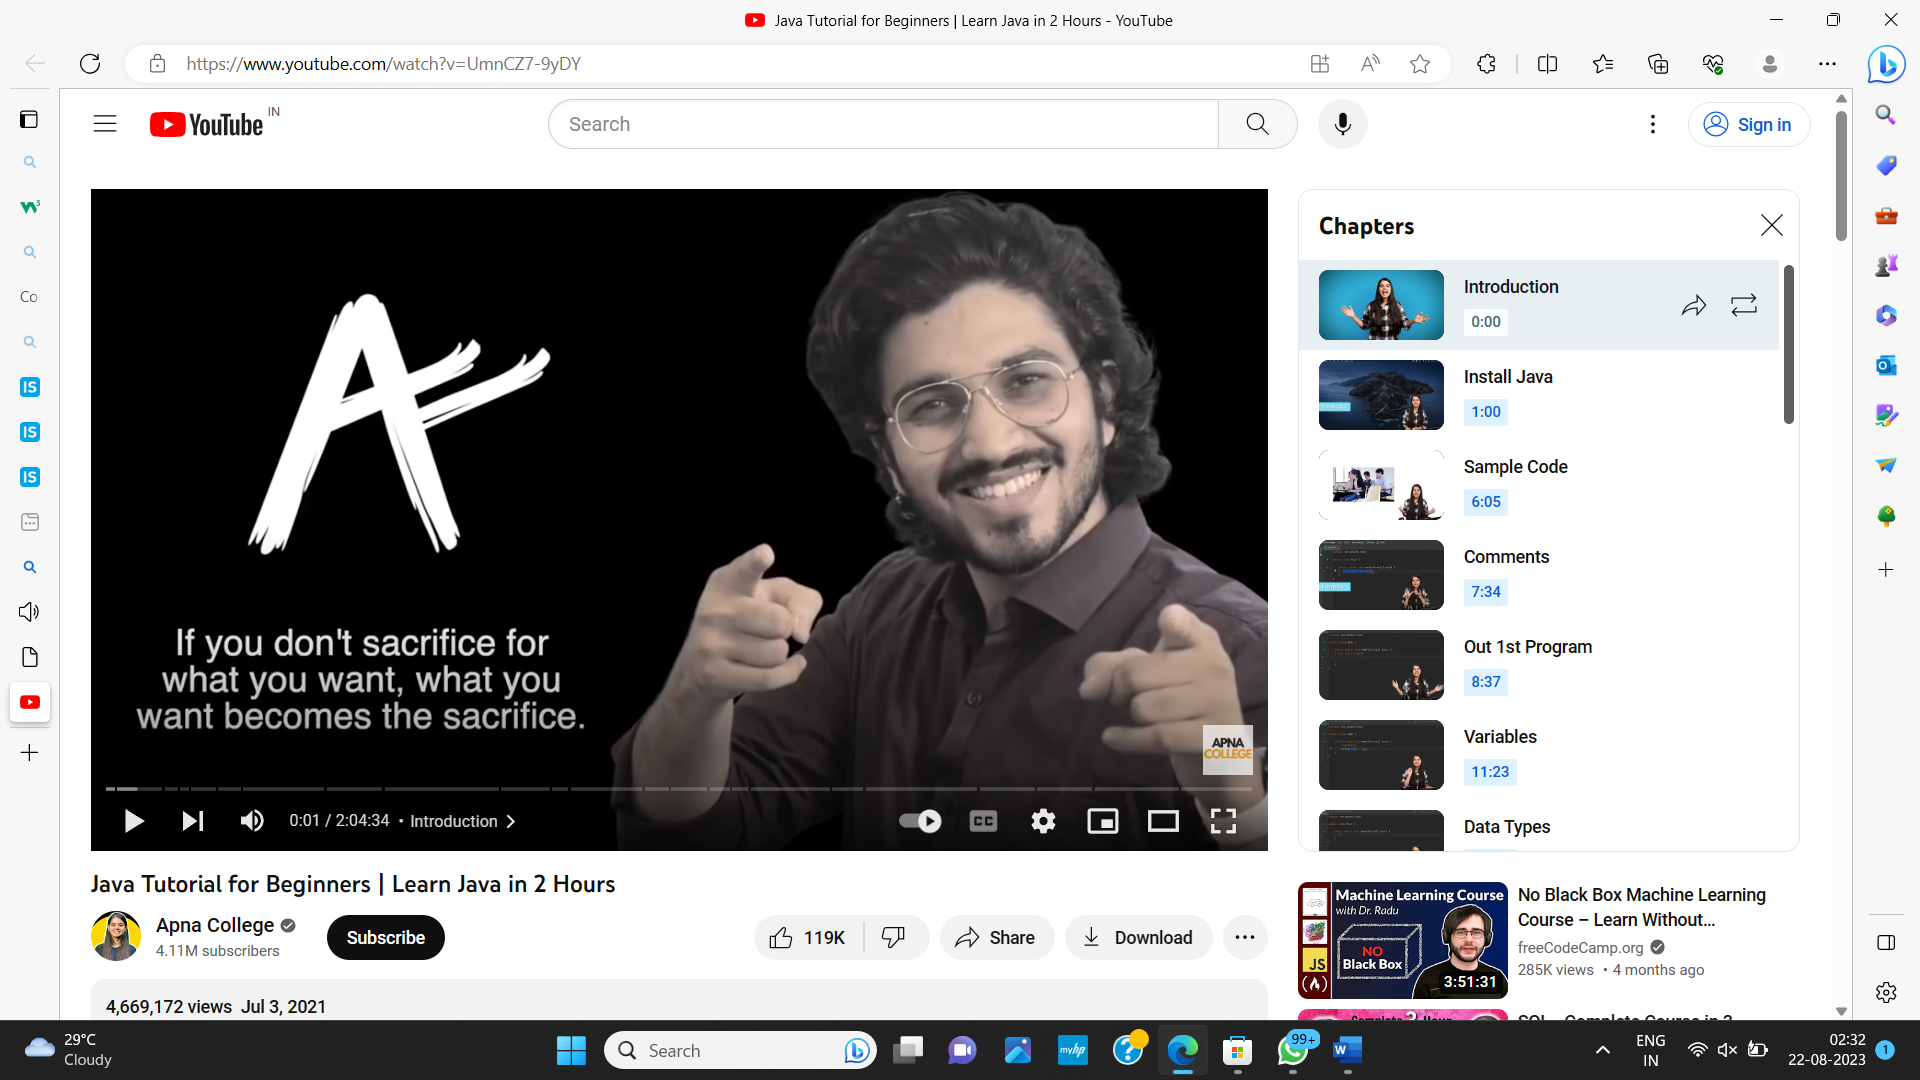 Java Tutorial for Beginners | Learn Java in 2 Hours - YouTube
https://www.youtube.com/watch?v=UmnCZ7-9yDY
YouTube IN
Search
Sign in
If you don't sacrifice for
what you want, what you
want becomes the sacrifice.
APNA
COLLEGE
0:01 / 2:04:34 • Introduction
CC
Java Tutorial for Beginners | Learn Java in 2 Hours
Apna College
4.11M subscribers
Subscribe
119K
Share
Download
4,669,172 views Jul 3, 2021
Chapters
Introduction
0:00
Install Java
1:00
Sample Code
6:05
Comments
7:34
Out 1st Program
8:37
Variables
11:23
Data Types
Machine Learning Course
with Dr. Radu
NO
Black Box
JS
3:51:31
No Black Box Machine Learning
Course – Learn Without...
freeCodeCamp.org
285K views • 4 months ago
Co
IS
IS
IS
29°C
Cloudy
Search
myhp
99+
W
ENG
IN
02:32
22-08-2023
1